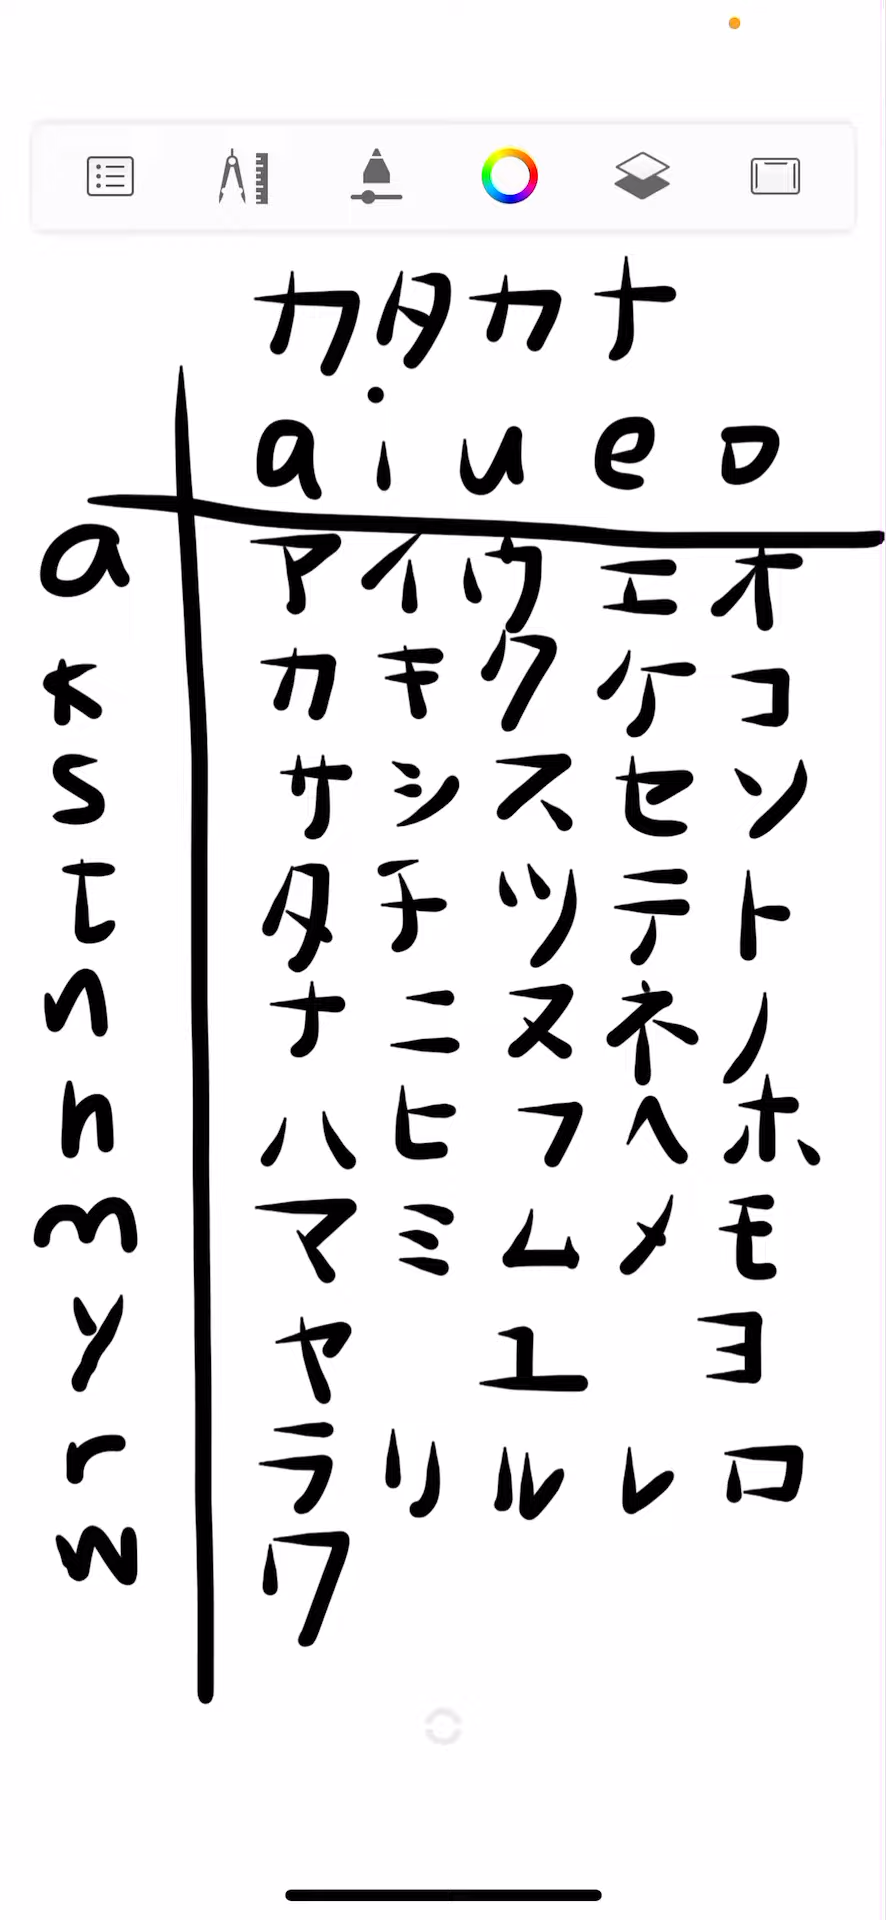 カタカナ
a i u e o
a ア イ ウ エ オ
k カ キ ク ケ コ
s サ シ ス セ ソ
t タ チ ツ テ ト
n ナ ニ ヌ ネ ノ
h ハ ヒ フ ヘ ホ
m マ ミ ム メ モ
y ヤ ユ ヨ
r ラ リ ル レ ロ
w ワ